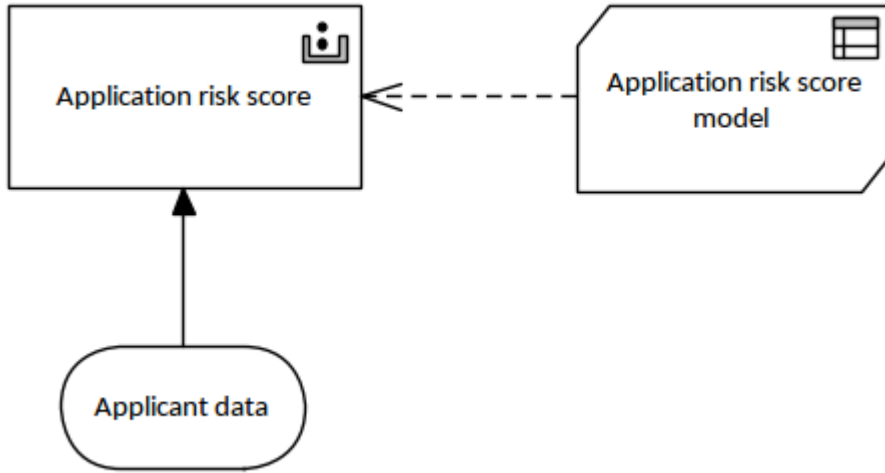 Application risk score
Application risk score
model
Applicant data